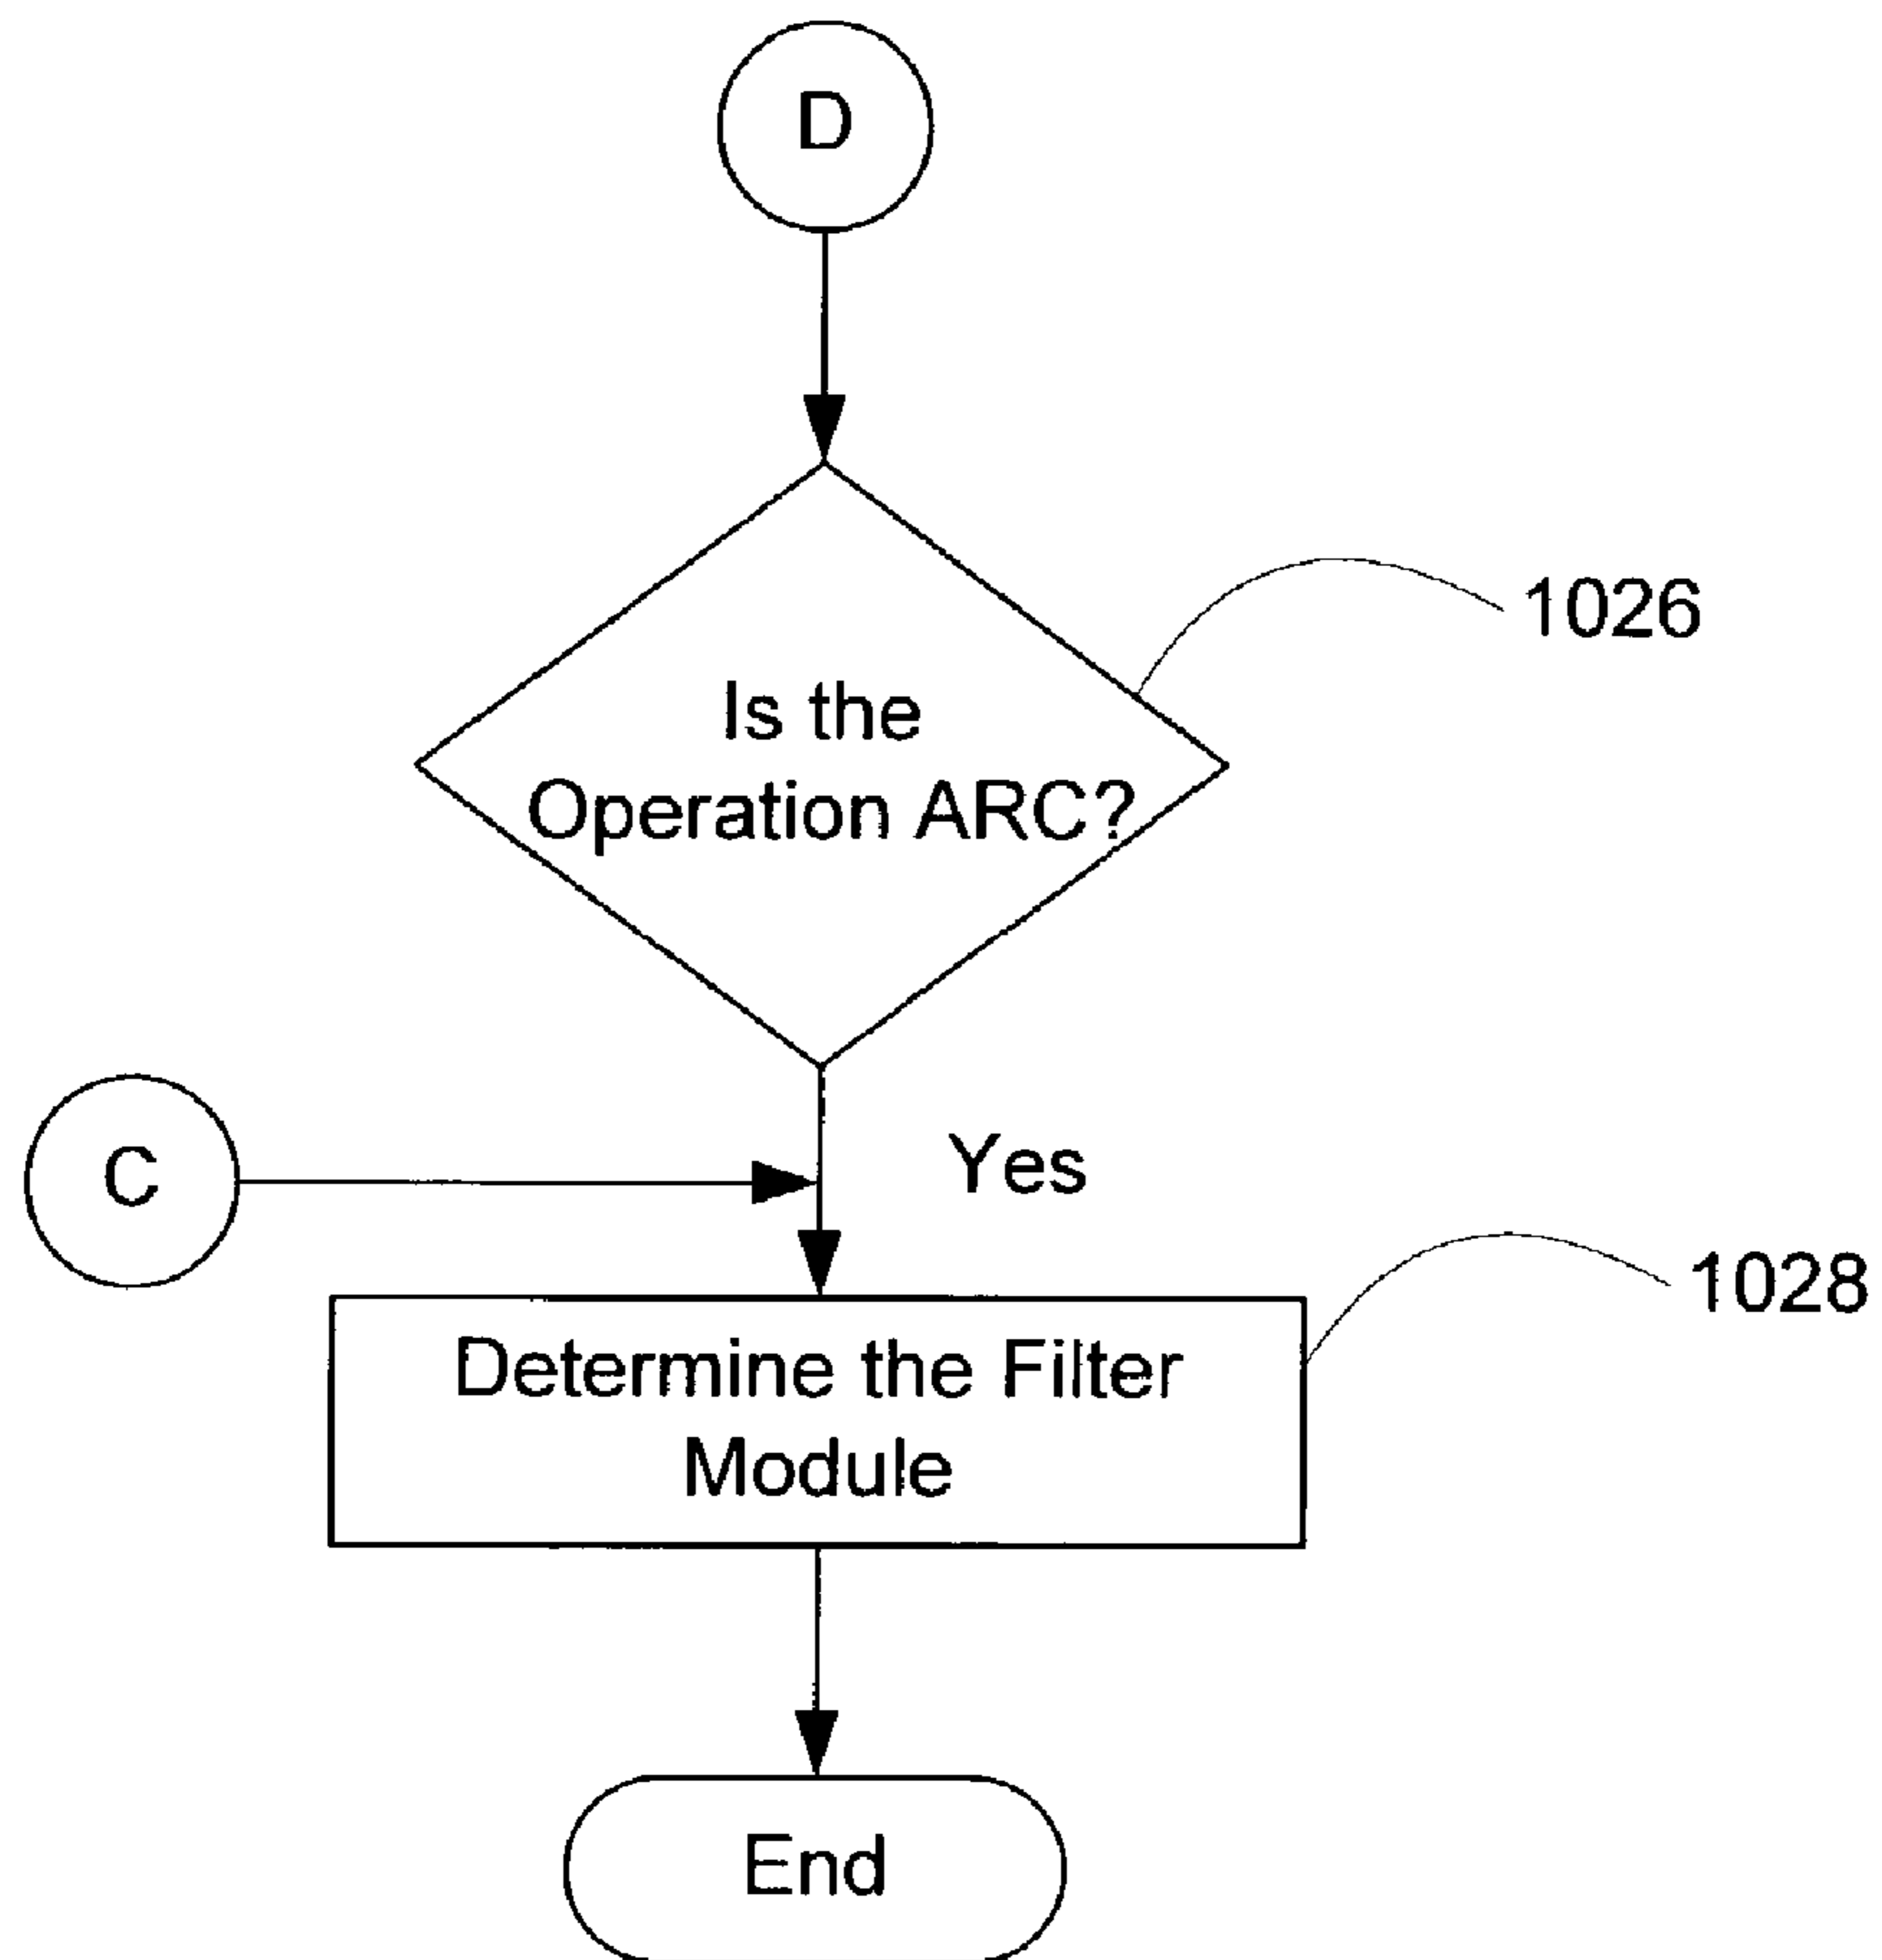 D
1026
Is the
Operation ARC?
C
Yes
1028
Determine the Filter
Module
End